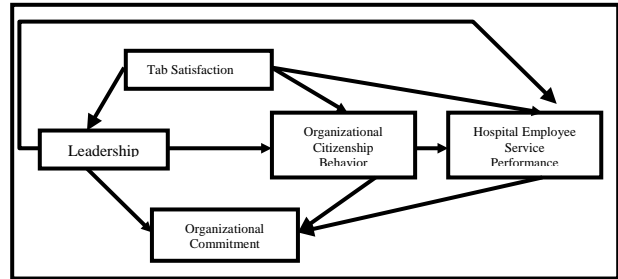 Tab Satisfaction
Leadership
Organizational
Citizenship
Behavior
Hospital Employee
Service
Performance
Organizational
Commitment